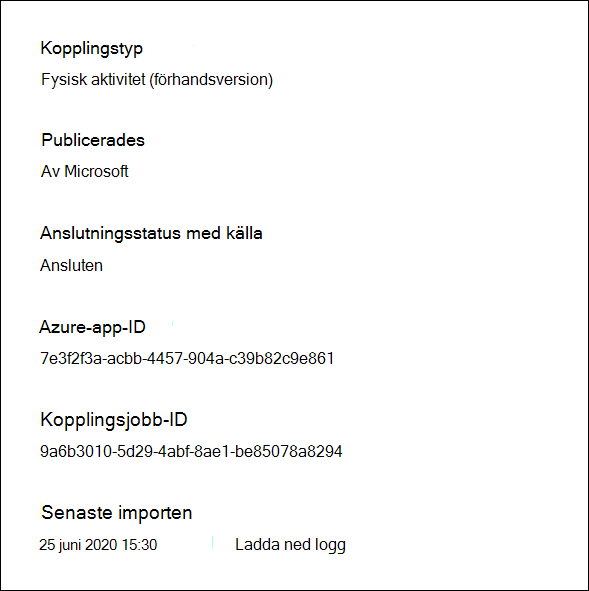 Kopplingstyp
Fysisk aktivitet (förhandsversion)
Publicerades
Av Microsoft
Anslutningsstatus med källa
Ansluten
Azure-app-ID
7e3f2f3a-acbb-4457-904a-c39b82c9e861
Kopplingsjobb-ID
9a6b3010-5d29-4abf-8ae1-be85078a8294
Senaste importen
25 juni 2020 15:30 Ladda ned logg